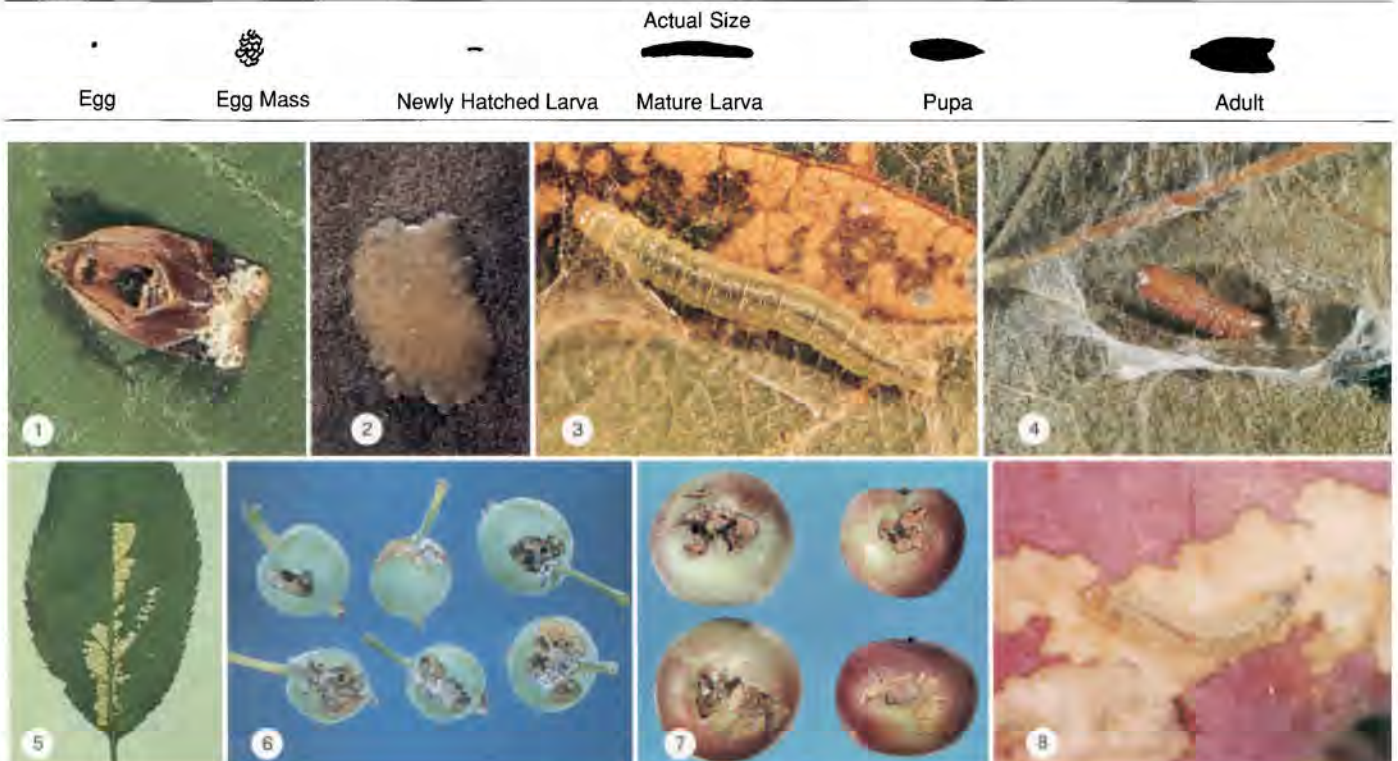 Actual Size
Egg
Egg Mass
Newly Hatched Larva
Mature Larva
Pupa
Adult
1
2
3
4
5
6
7
8